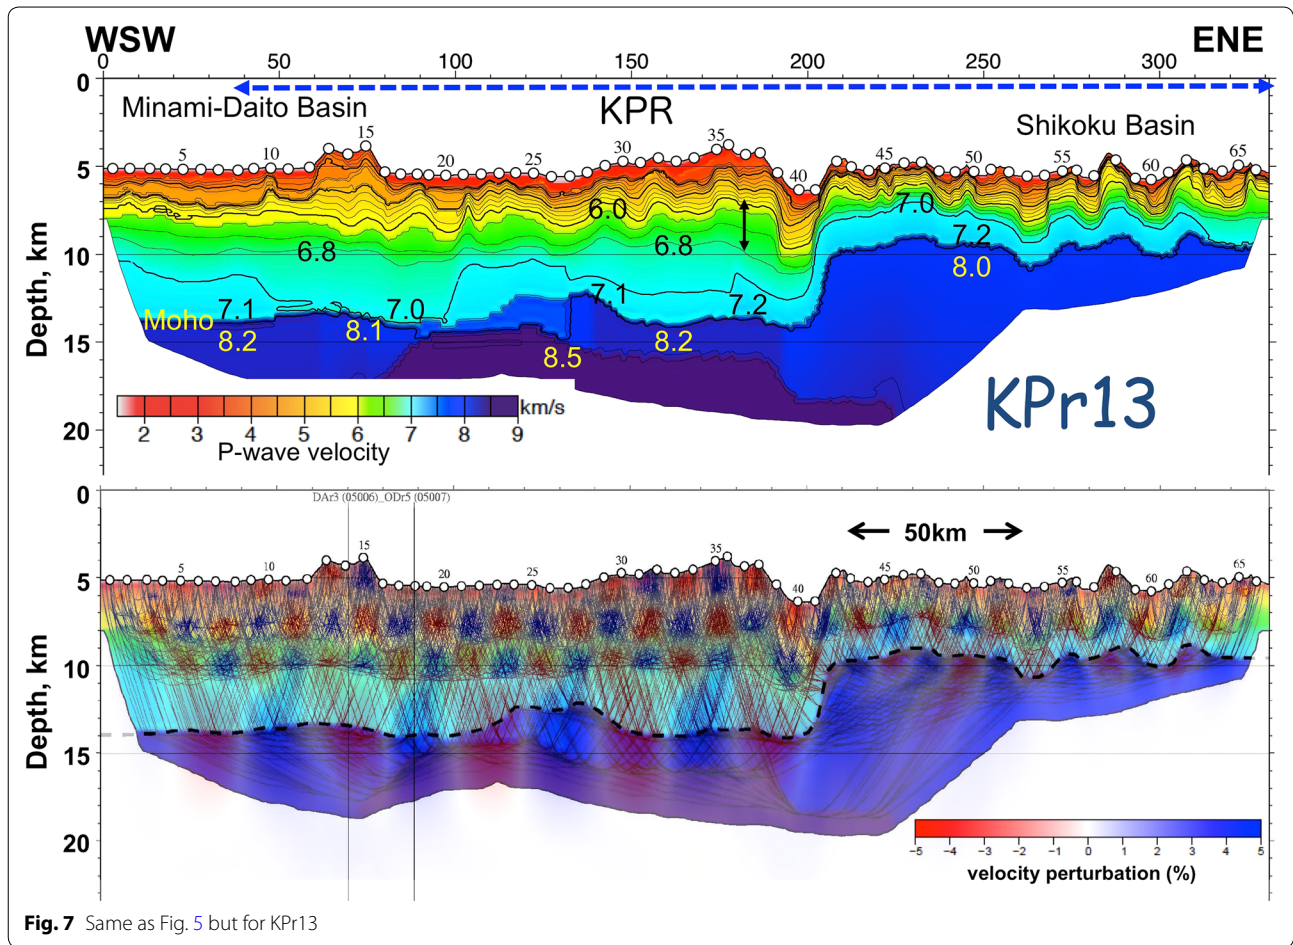 WSW
ENE
0 50 100 150 200 250 300
Minami-Daito Basin
KPR
Shikoku Basin
5 10 15 20 25 30 35 40 45 50 55 60 65
0
5
10
15
20
Depth, km
6.0
7.0
6.8
6.8
7.2
8.0
7.1
7.0
7.1
7.2
Moho
8.2
8.1
8.5
8.2
KPr13
km/s
2 3 4 5 6 7 8 9
P-wave velocity
DAr3 (05006)_ODr5 (05007)
50km
5 10 15 20 25 30 35 40 45 50 55 60 65
0
5
10
15
20
Depth, km
-5 -4 -3 -2 -1 0 1 2 3 4 5
velocity perturbation (%)
Fig. 7 Same as Fig. 5 but for KPr13